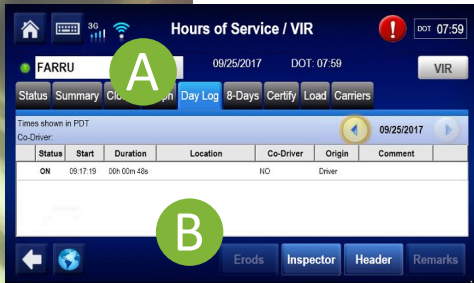 3G Hours of Service / VIR ! DOT 07:59
FARRU 09/25/2017 DOT: 07:59 VIR
A
Status Summary Day Log 8-Days Certify Load Carriers
Times shown in PDT
Co-Driver: 09/25/2017
Status Start Duration Location Co-Driver Origin Comment
ON 09:17:19 00h 00m 48s NO Driver
B
Erods Inspector Header Remarks